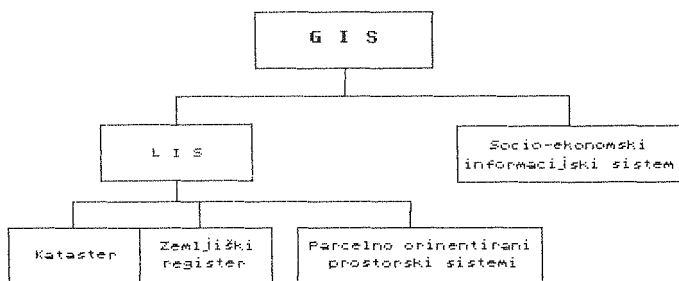 G I S
L I S
Socio-ekonomski
informacijski sistem
Kataster
Zemljiški
register
Parcelno orinentirani
prostorski sistemi